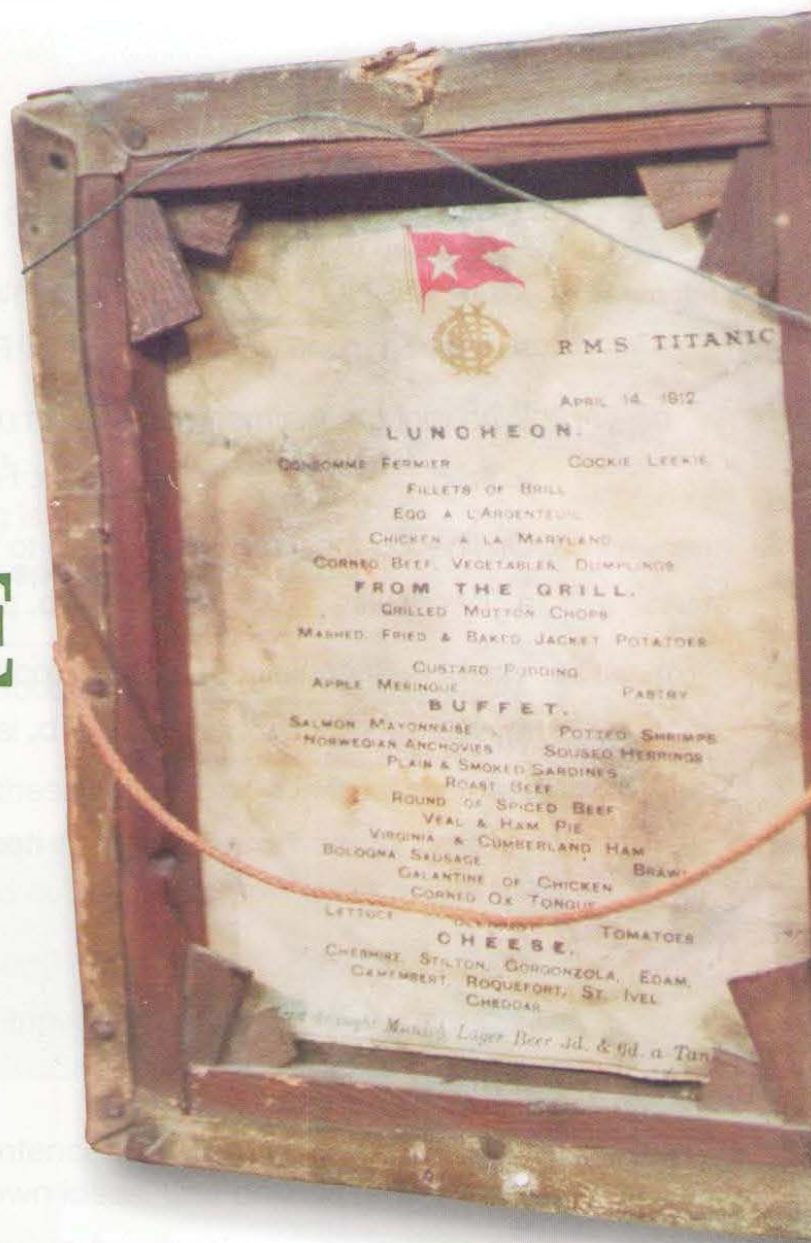 RMS TITANIC
APRIL 14, 1912
LUNCHEON.
CONSOMME FERMIER COCKIE LEEKIE
FILLETS OF BRILL
EGG A L'ARGENTEUIL
CHICKEN A LA MARYLAND
CORNED BEEF, VEGETABLES, DUMPLINGS
FROM THE GRILL.
GRILLED MUTTON CHOPS
MASHED, FRIED & BAKED JACKET POTATOES
CUSTARD PUDDING
APPLE MERINGUE PASTRY
BUFFET.
SALMON MAYONNAISE POTTED SHRIMPS
NORWEGIAN ANCHOVIES SOUSED HERRINGS
PLAIN & SMOKED SARDINES
ROAST BEEF
ROUND OF SPICED BEEF
VEAL & HAM PIE
VIRGINIA & CUMBERLAND HAM
BOLOGNA SAUSAGE BRAWN
GALANTINE OF CHICKEN
CORNED OX TONGUE
LETTUCE TOMATOES
CHEESE.
CHESHIRE, STILTON, GORGONZOLA, EDAM,
CAMEMBERT, ROQUEFORT, ST. IVEL
CHEDDAR
draught Munich Lager Beer 3d. & 6d. a Tan
E